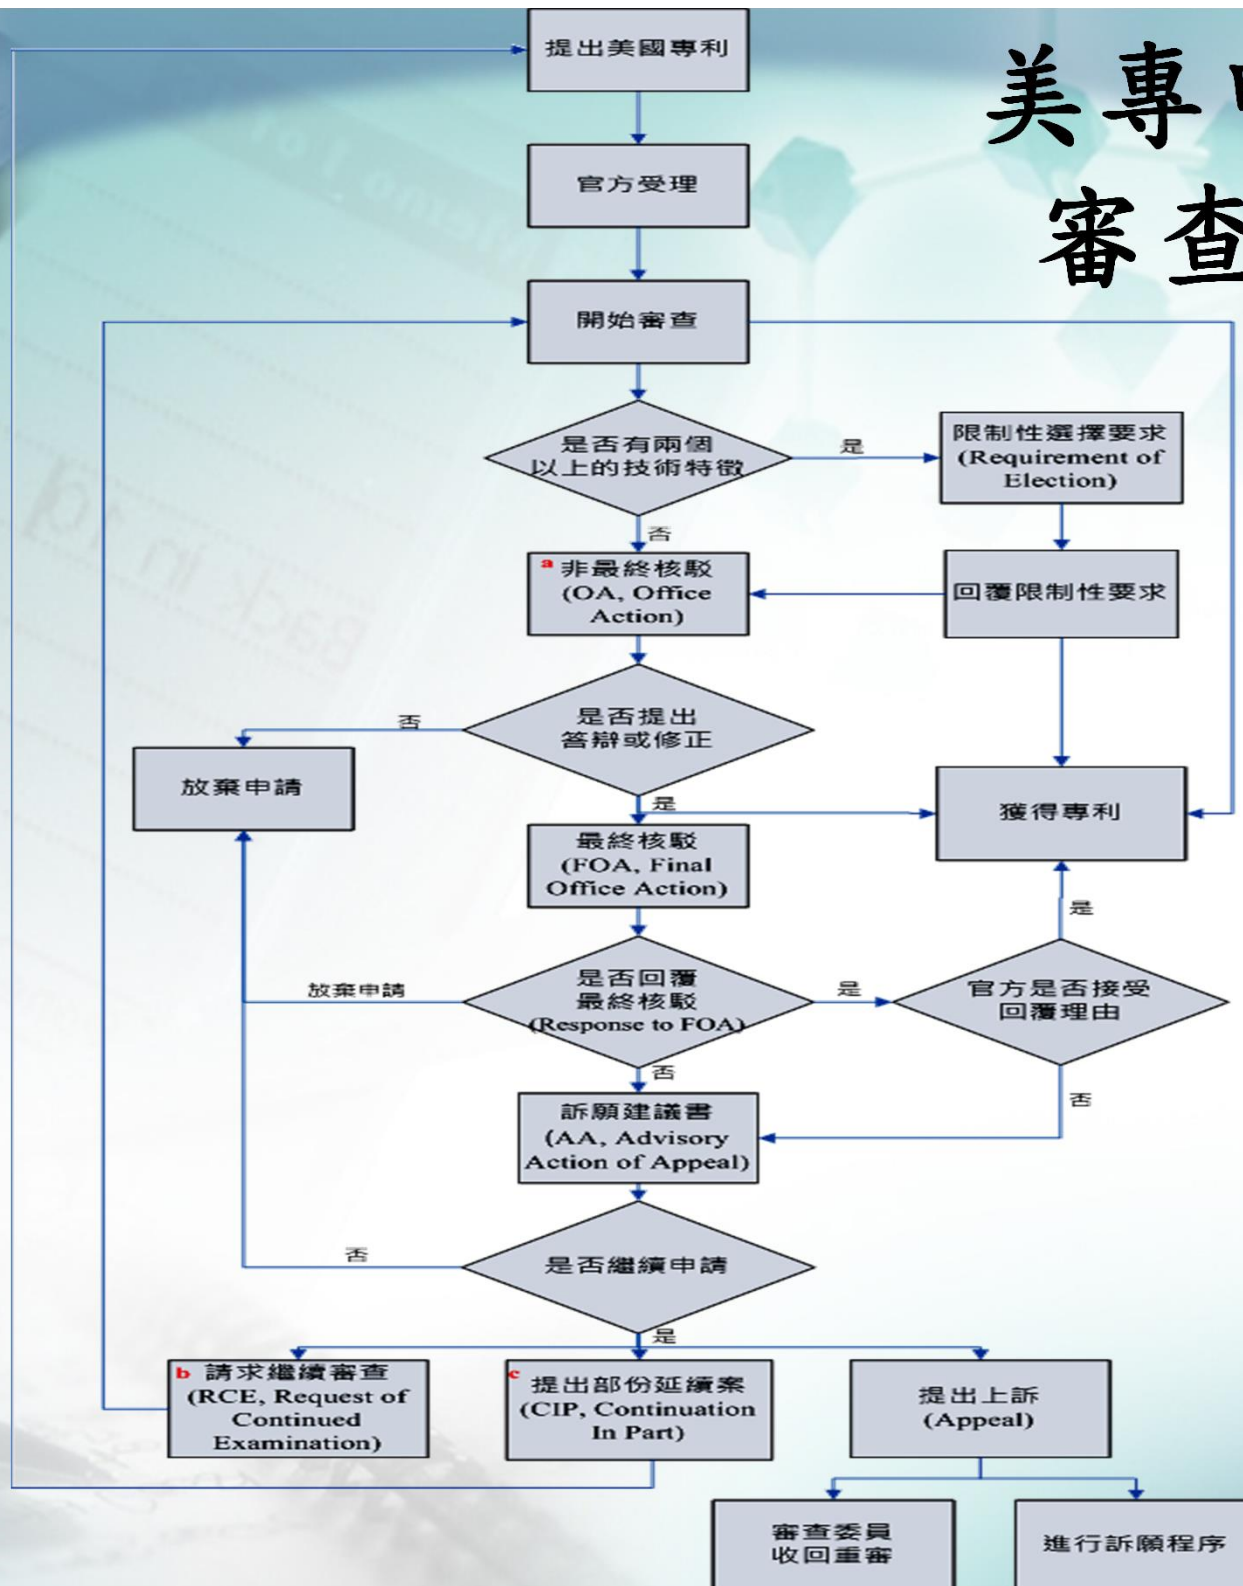 美專
審查
提出美國專利
官方受理
開始審查
是否有兩個
以上的技術特徵
是
限制性選擇要求
(Requirement of
Election)
否
a 非最終核駁
(OA, Office
Action)
回覆限制性要求
是否提出
答辯或修正
否
放棄申請
是
獲得專利
最終核駁
(FOA, Final
Office Action)
是
是否回覆
最終核駁
(Response to FOA)
放棄申請
是
官方是否接受
回覆理由
否
否
訴願建議書
(AA, Advisory
Action of Appeal)
是否繼續申請
否
是
b 請求繼續審查
(RCE, Request of
Continued
Examination)
c 提出部份延續案
(CIP, Continuation
In Part)
提出上訴
(Appeal)
審查委員
收回重審
進行訴願程序
Back in 10